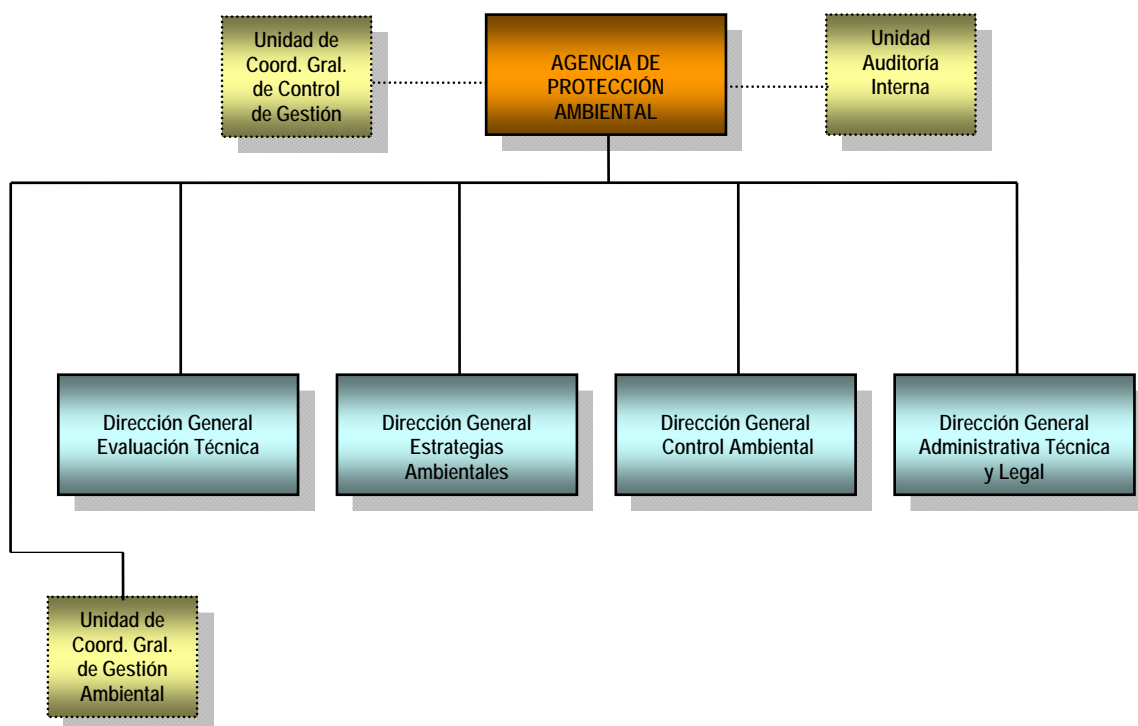 Unidad de
Coord. Gral.
de Control
de Gestión
AGENCIA DE
PROTECCIÓN
AMBIENTAL
Unidad
Auditoría
Interna
Dirección General
Evaluación Técnica
Dirección General
Estrategias
Ambientales
Dirección General
Control Ambiental
Dirección General
Administrativa Técnica
y Legal
Unidad de
Coord. Gral.
de Gestión
Ambiental